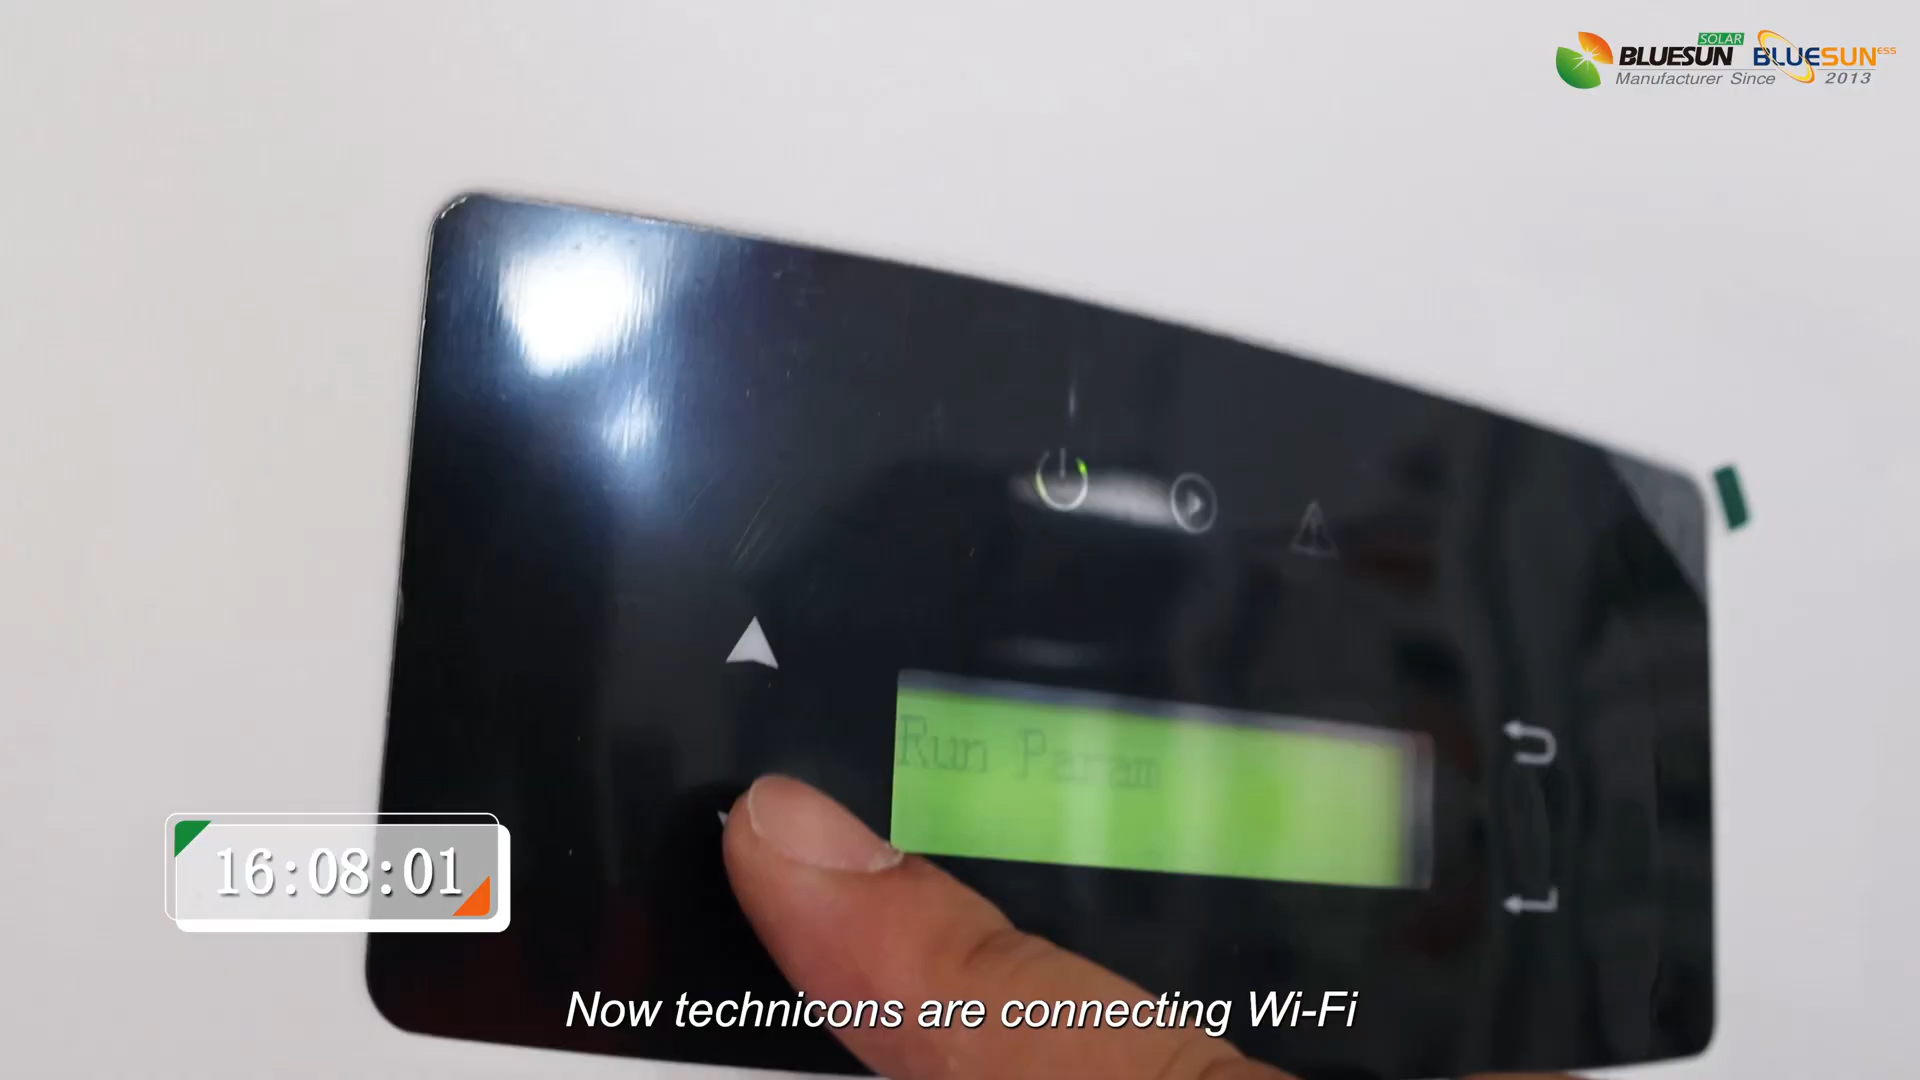 SOLAR
BLUESUN BLUESUN ESS
Manufacturer Since 2013
Run Param
16:08:01
Now technicons are connecting Wi-Fi